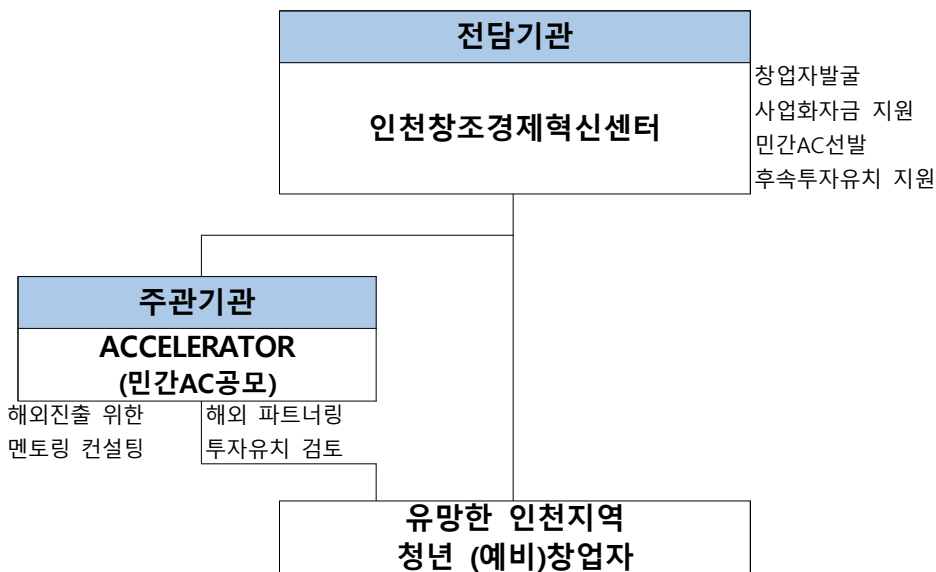 전담기관
인천창조경제혁신센터
창업자발굴
사업화자금 지원
민간AC선발
후속투자유치 지원
주관기관
ACCELERATOR
(민간AC공모)
해외진출 위한
멘토링 컨설팅
해외 파트너링
투자유치 검토
유망한 인천지역
청년 (예비)창업자